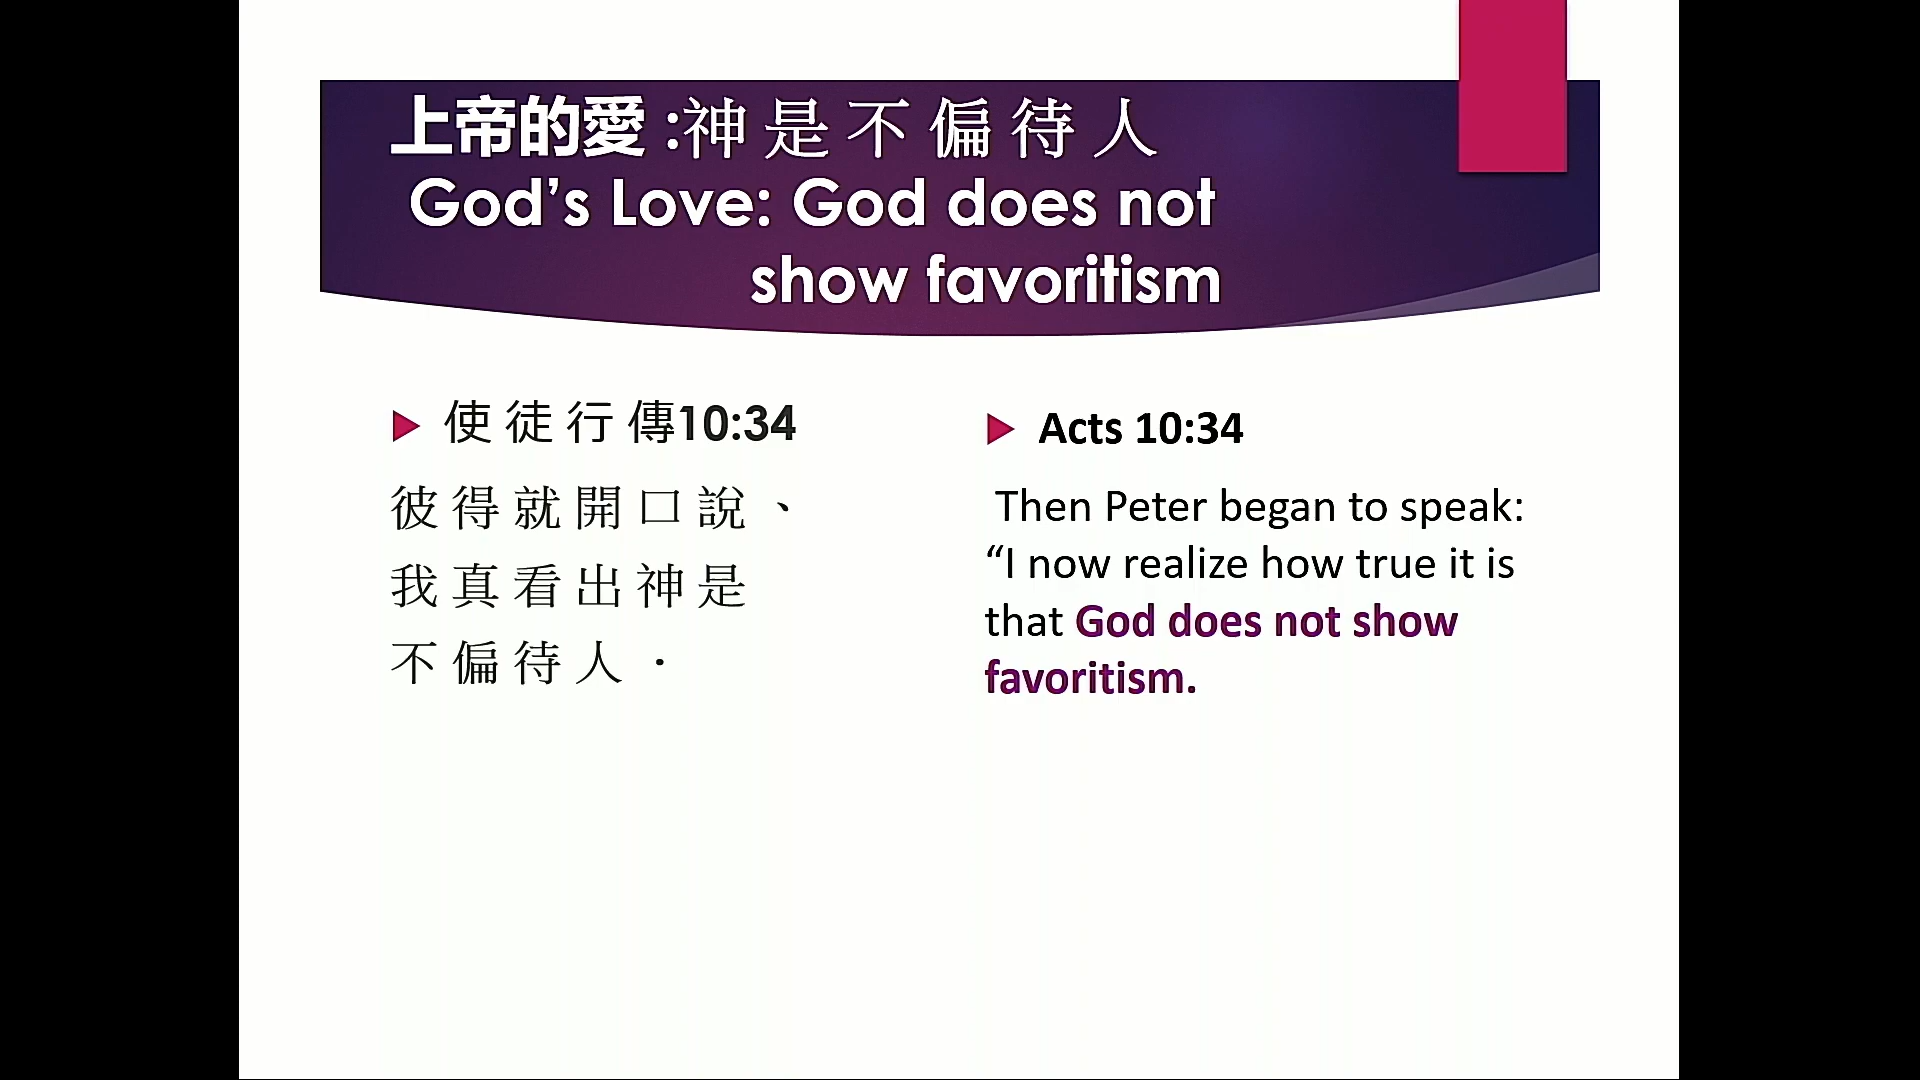 上帝的愛 :神 是 不 偏 待 人
God’s Love: God does not
show favoritism
使 徒 行 傳10:34
彼 得 就 開 口 說 、
我 真 看 出 神 是
不 偏 待 人 ．
Acts 10:34
Then Peter began to speak:
“I now realize how true it is
that God does not show
favoritism.